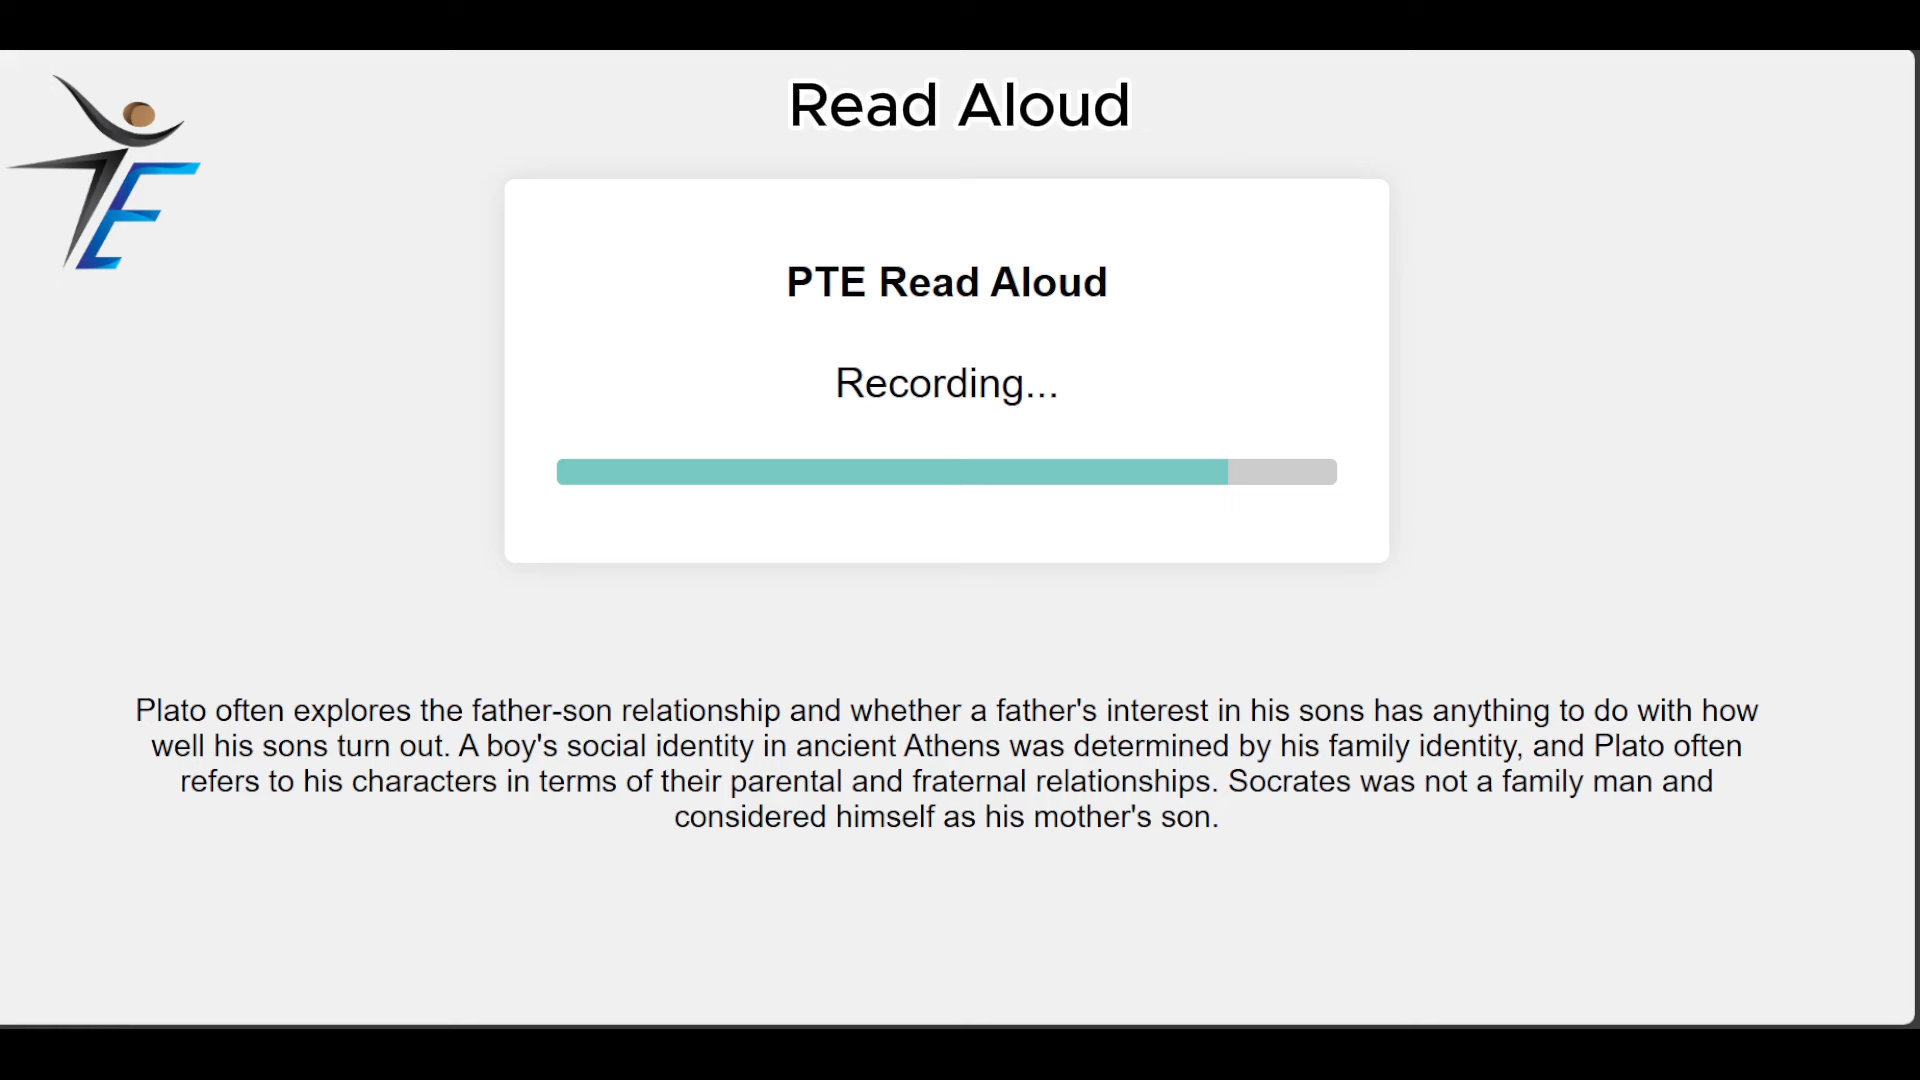 Read Aloud
PTE Read Aloud
Recording...
Plato often explores the father-son relationship and whether a father's interest in his sons has anything to do with how
well his sons turn out. A boy's social identity in ancient Athens was determined by his family identity, and Plato often
refers to his characters in terms of their parental and fraternal relationships. Socrates was not a family man and
considered himself as his mother's son.